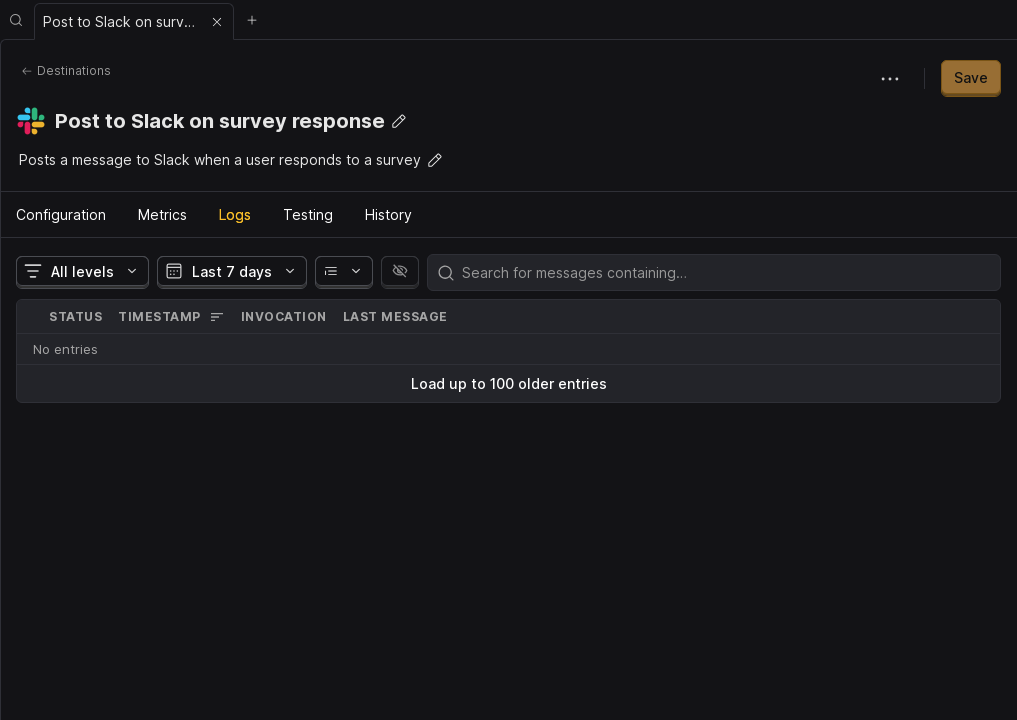 Post to Slack on surv...
Destinations
Save
Post to Slack on survey response
Posts a message to Slack when a user responds to a survey
Configuration Metrics Logs Testing History
All levels Last 7 days Search for messages containing...
STATUS TIMESTAMP INVOCATION LAST MESSAGE
No entries
Load up to 100 older entries